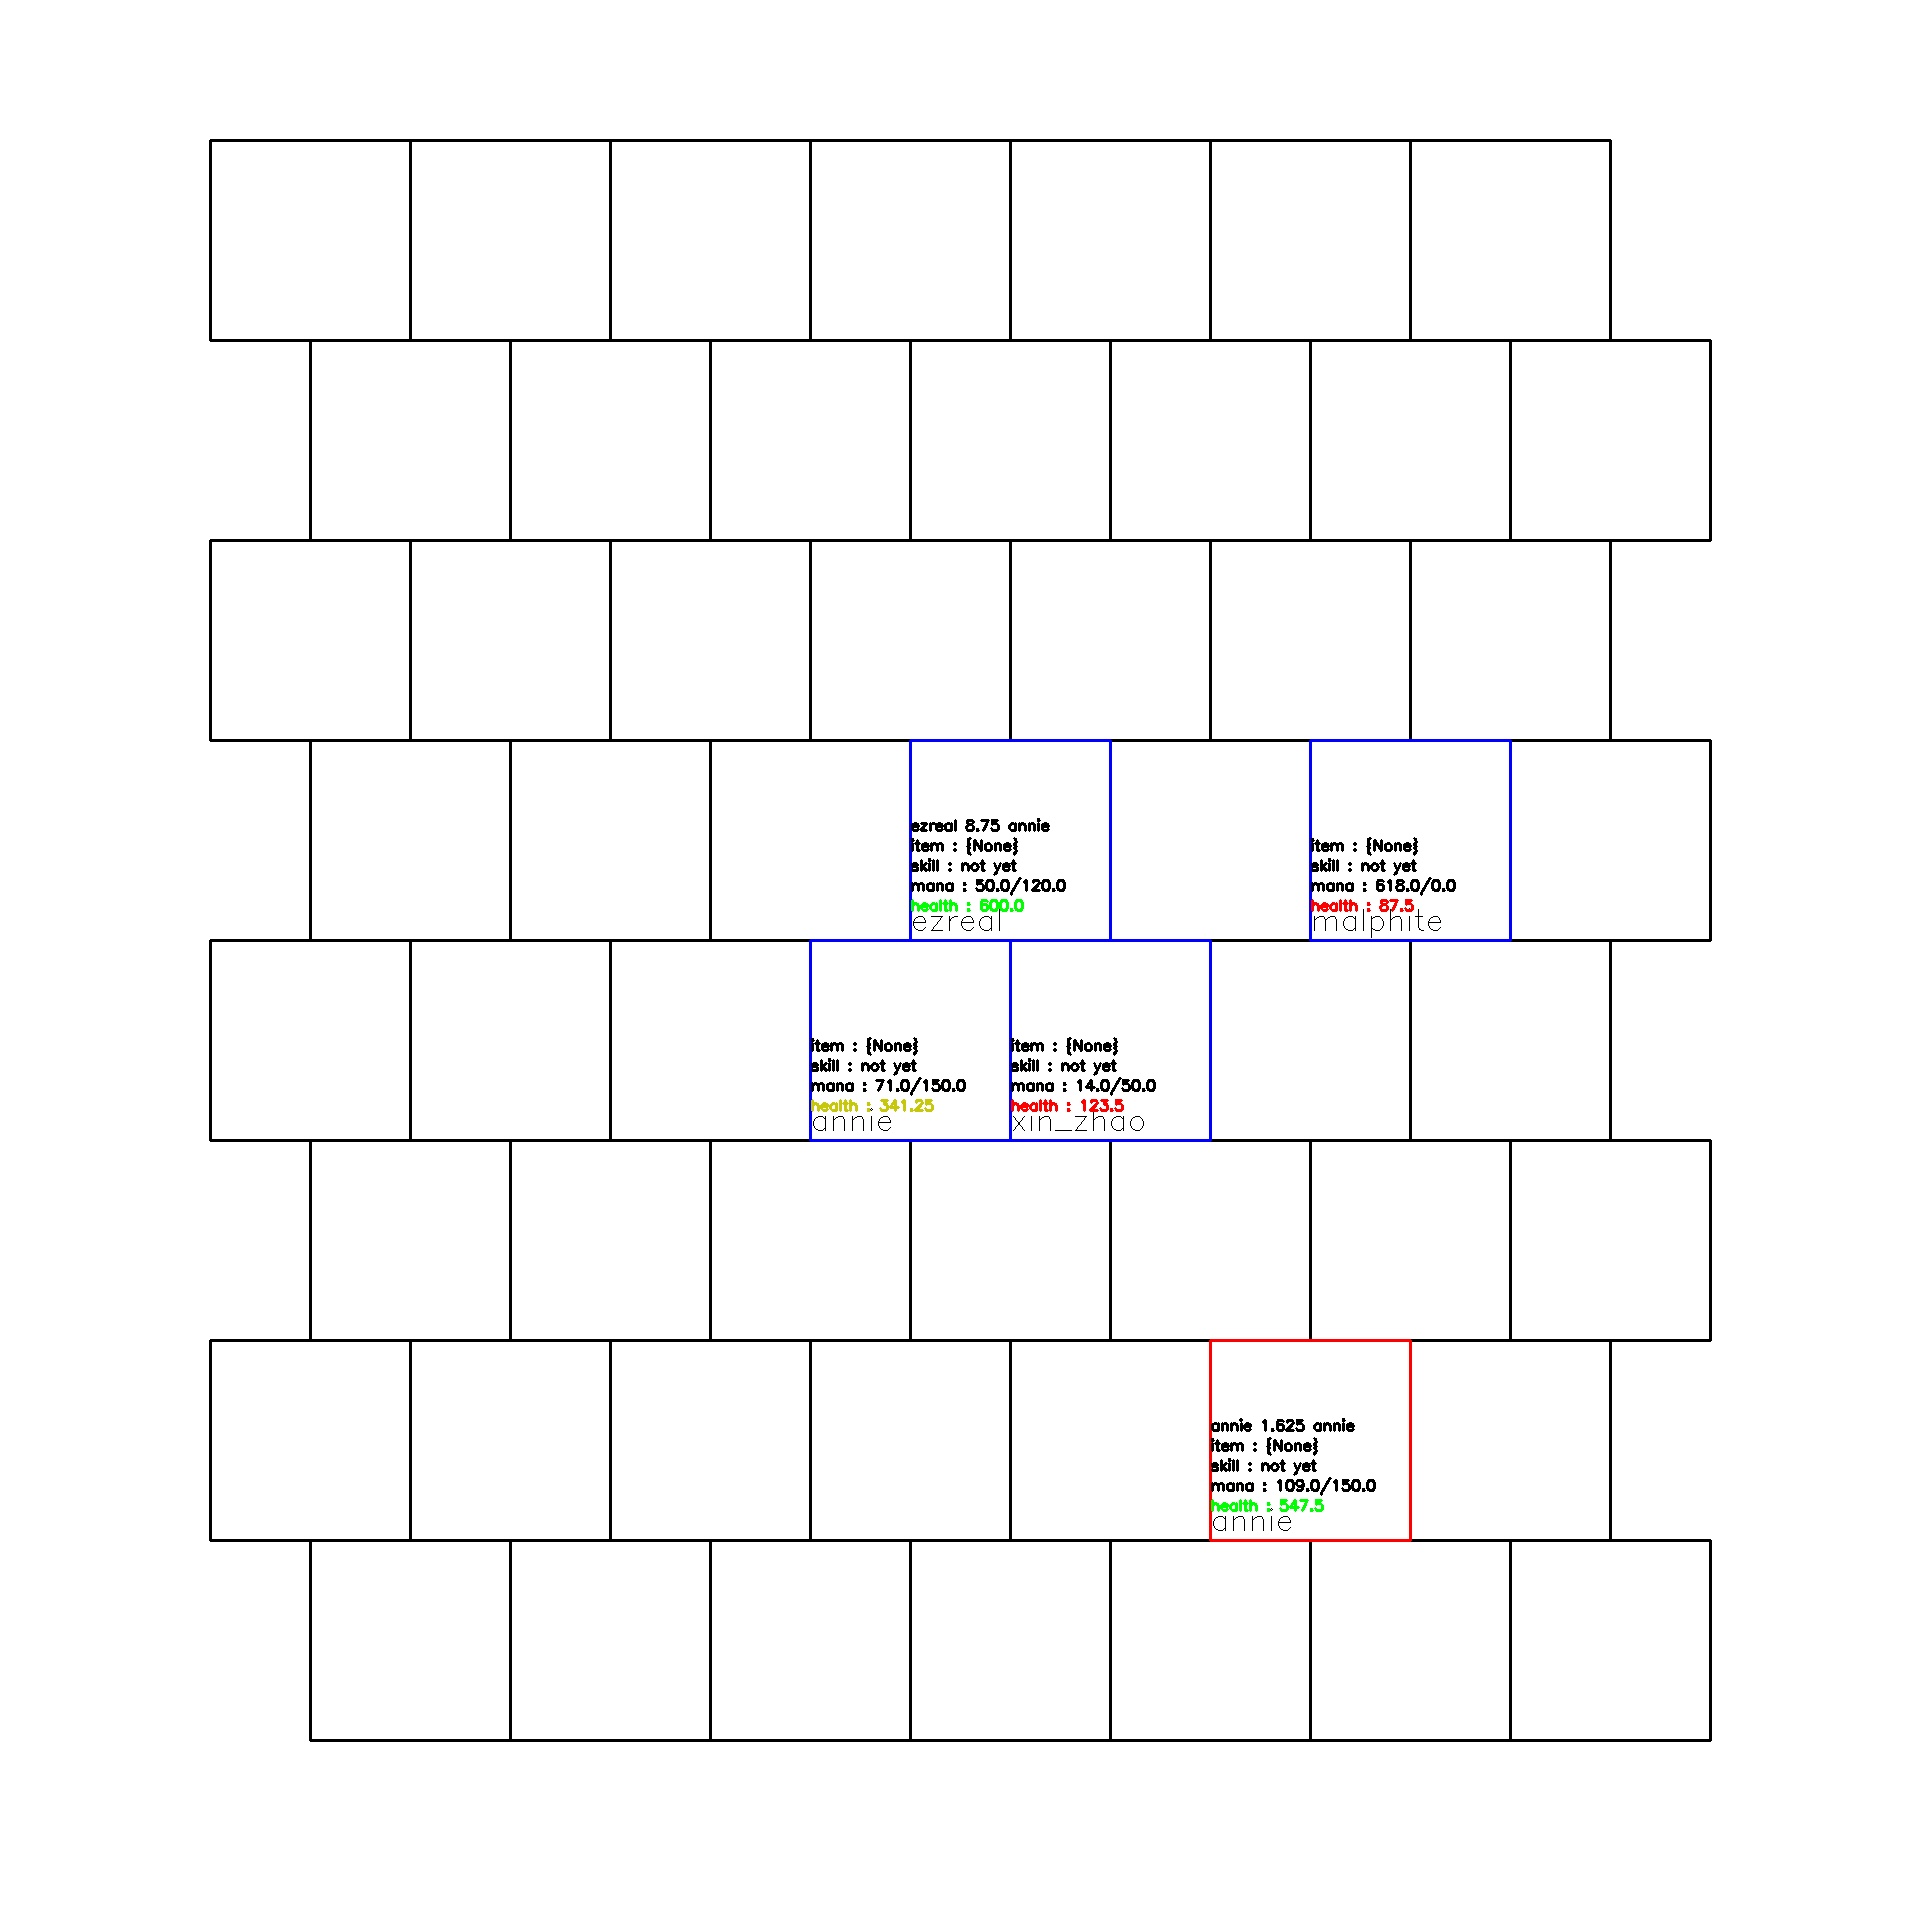 ezreal 8.75 annie
item : {None}
skill : not yet
mana : 50.0/120.0
health : 600.0
ezreal
item : {None}
skill : not yet
mana : 618.0/0.0
health : 87.5
malphite
item : {None}
skill : not yet
mana : 71.0/150.0
health : 341.25
annie
item : {None}
skill : not yet
mana : 14.0/50.0
health : 123.5
xin_zhao
annie 1.625 annie
item : {None}
skill : not yet
mana : 109.0/150.0
health : 547.5
annie